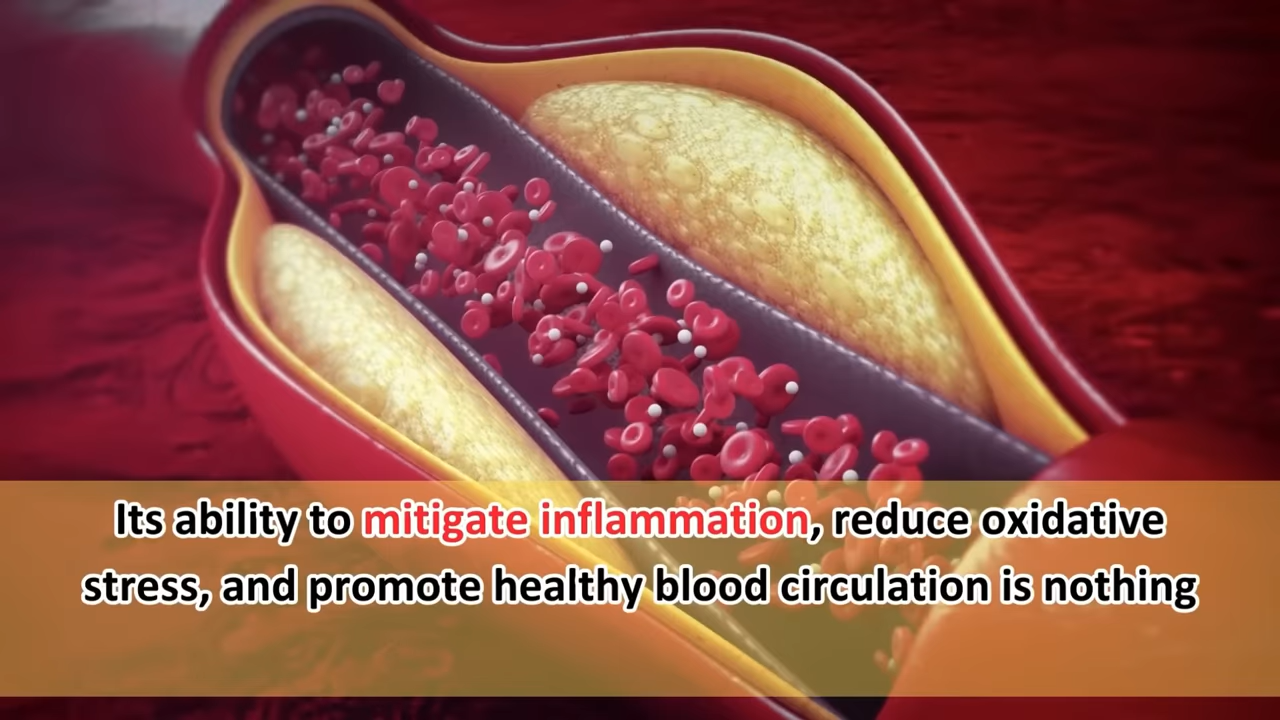 Its ability to mitigate inflammation, reduce oxidative
stress, and promote healthy blood circulation is nothing